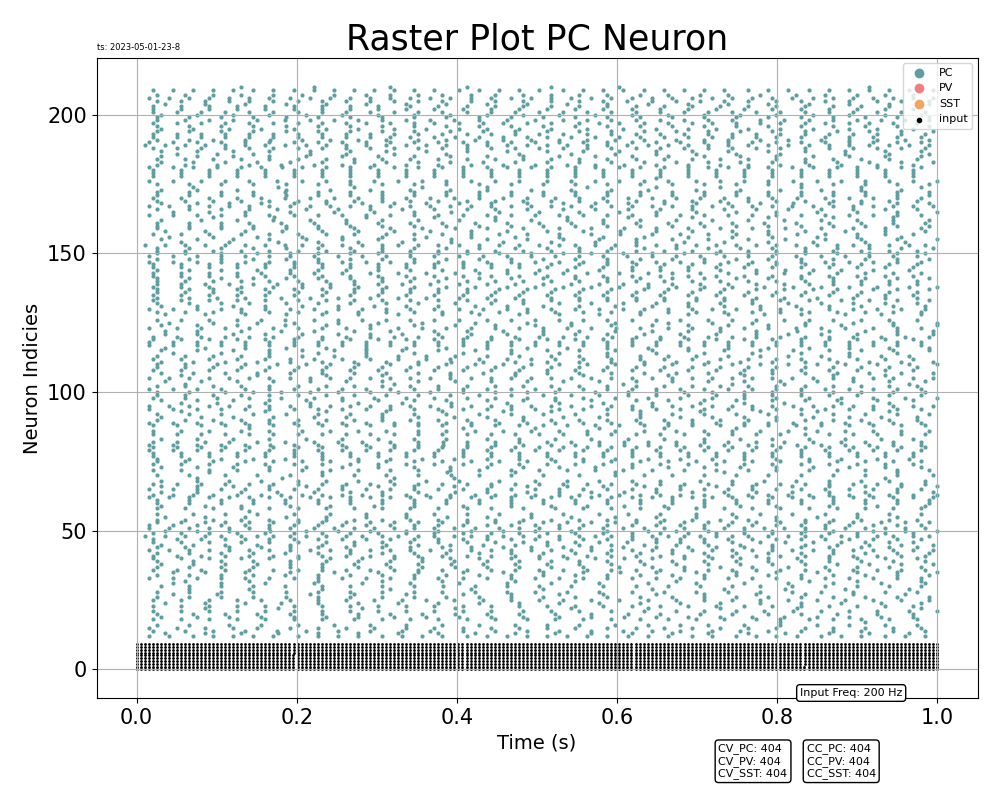 Raster Plot PC Neuron
ts: 2023-05-01-23-8
PC
PV
SST
input
200
150
100
50
0
Neuron Indicies
Input Freq: 200 Hz
0.0 0.2 0.4 0.6 0.8 1.0
Time (s)
CV_PC: 404
CV_PV: 404
CV_SST: 404
CC_PC: 404
CC_PV: 404
CC_SST: 404